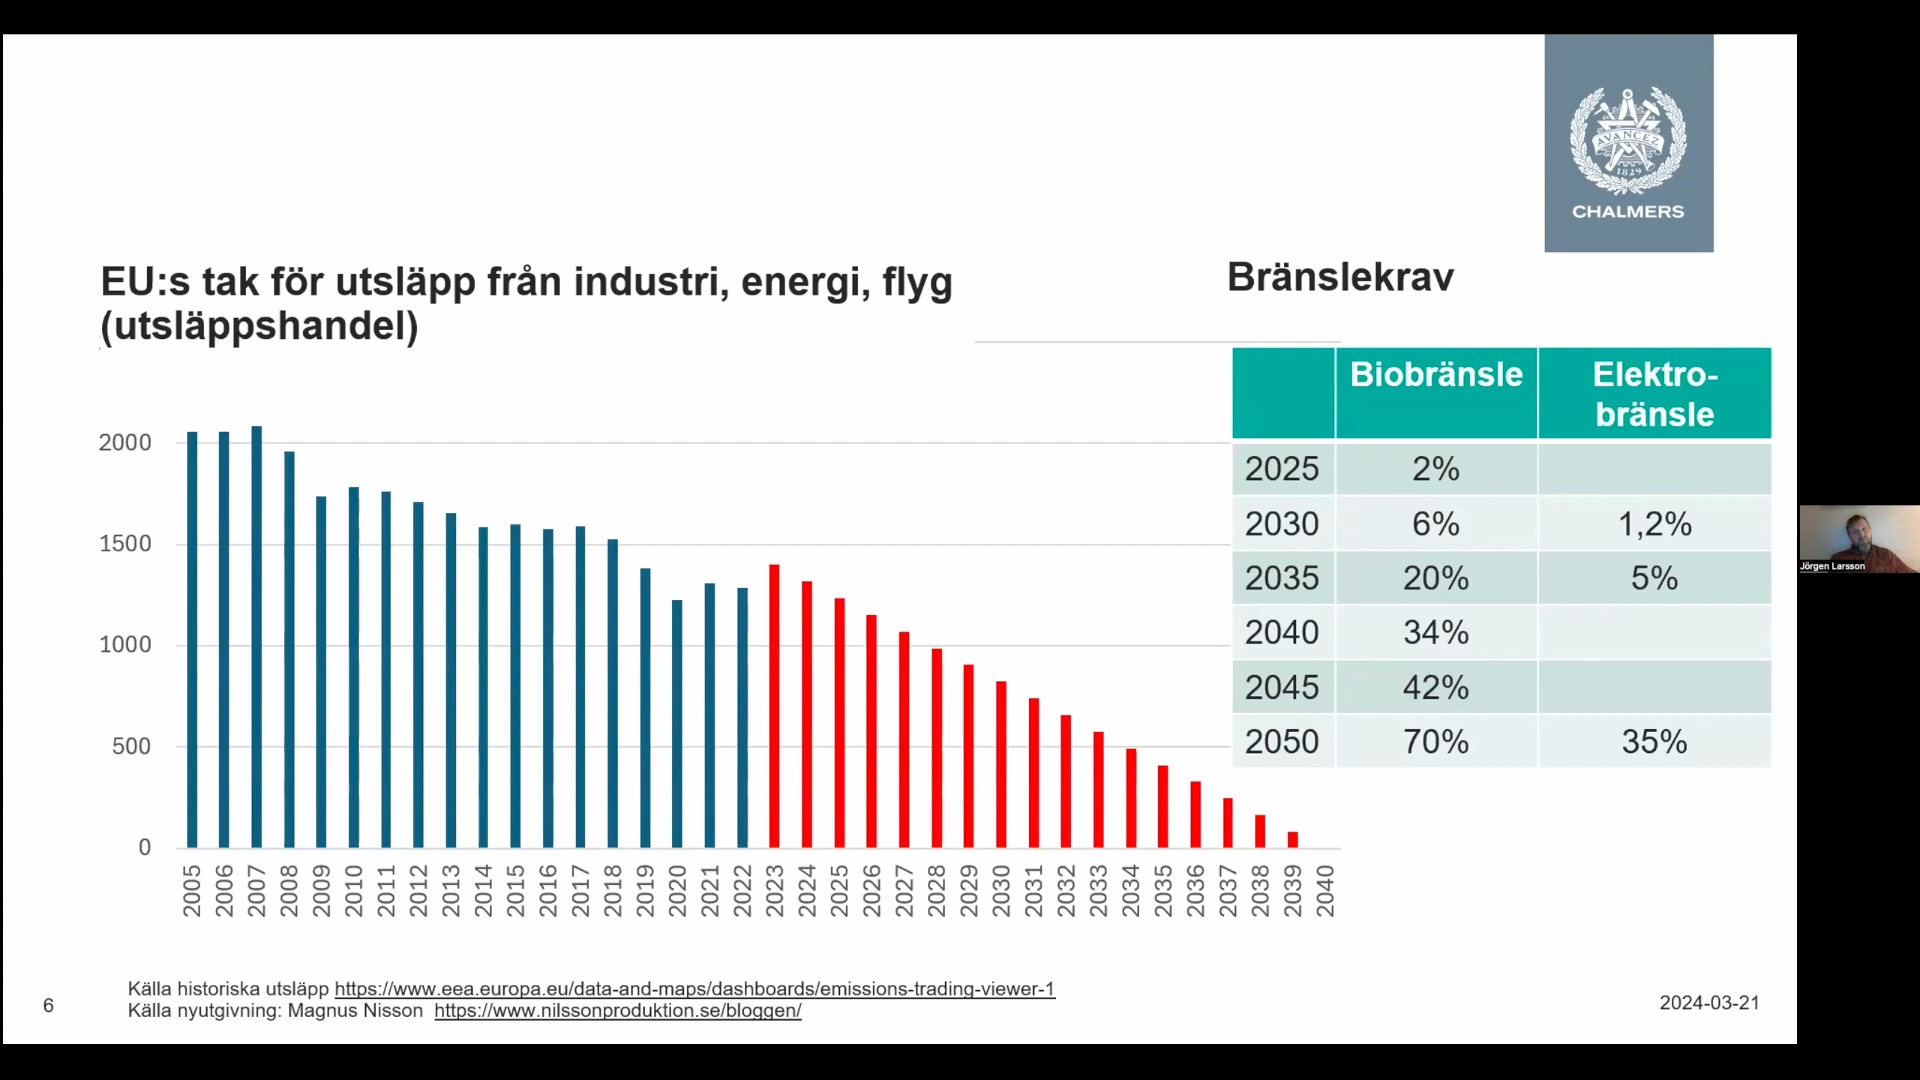 AVANCEZ
1829
CHALMERS
EU:s tak för utsläpp från industri, energi, flyg
(utsläppshandel)
Bränslekrav
Biobränsle
Elektro-
bränsle
2025 2%
2030 6% 1,2%
2035 20% 5%
2040 34%
2045 42%
2050 70% 35%
2000
1500
1000
500
0
2005 2006 2007 2008 2009 2010 2011 2012 2013 2014 2015 2016 2017 2018 2019 2020 2021 2022 2023 2024 2025 2026 2027 2028 2029 2030 2031 2032 2033 2034 2035 2036 2037 2038 2039 2040
Jörgen Larsson
Källa historiska utsläpp https://www.eea.europa.eu/data-and-maps/dashboards/emissions-trading-viewer-1
Källa nyutgivning: Magnus Nisson https://www.nilssonproduktion.se/bloggen/
6
2024-03-21